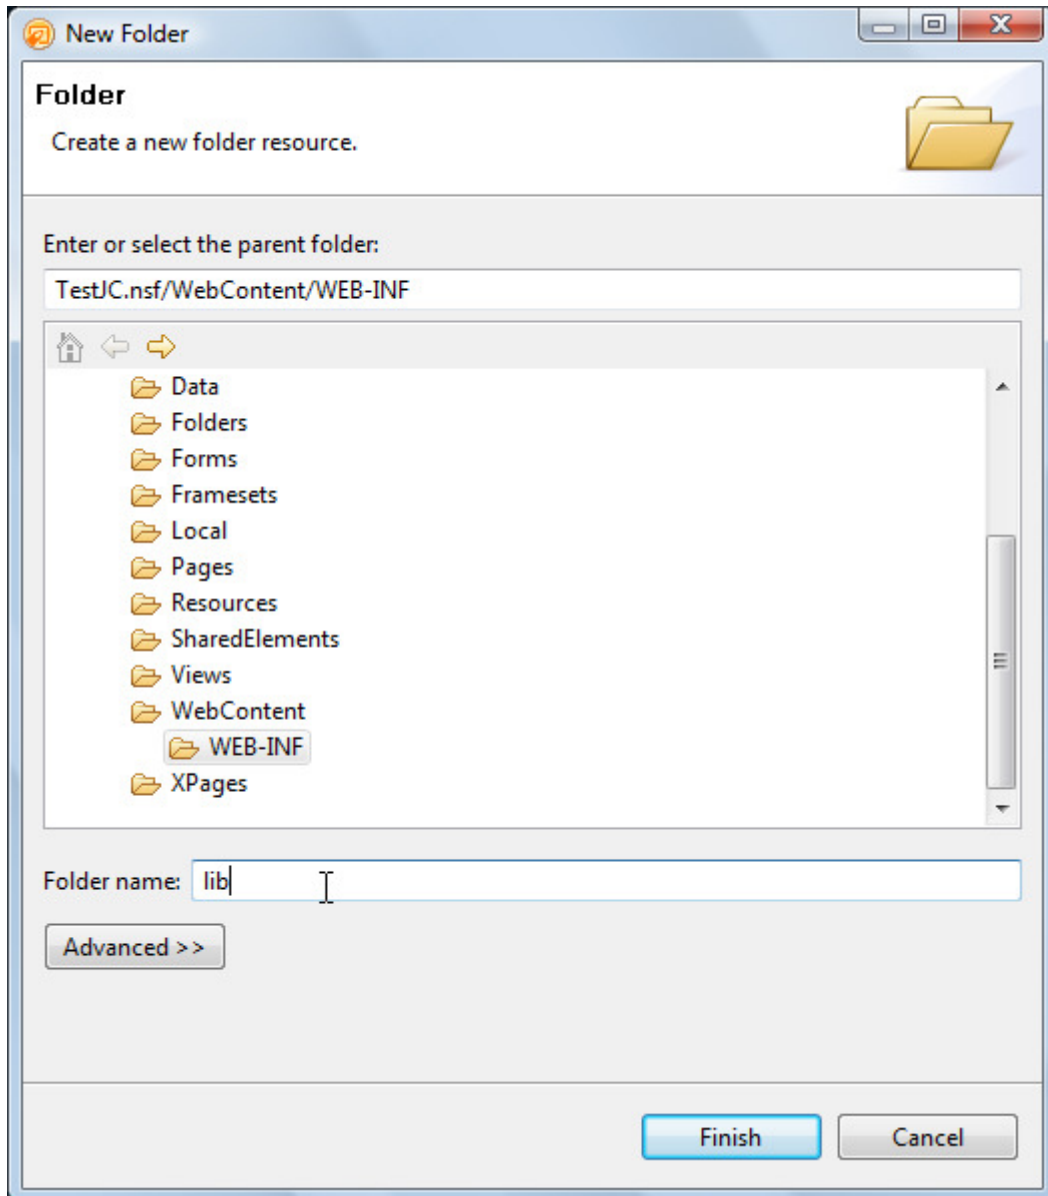 New Folder
Folder
Create a new folder resource.
Enter or select the parent folder:
TestJC.nsf/WebContent/WEB-INF
Data
Folders
Forms
Framesets
Local
Pages
Resources
SharedElements
Views
WebContent
WEB-INF
XPages
Folder name: lib
Advanced >>
Finish Cancel